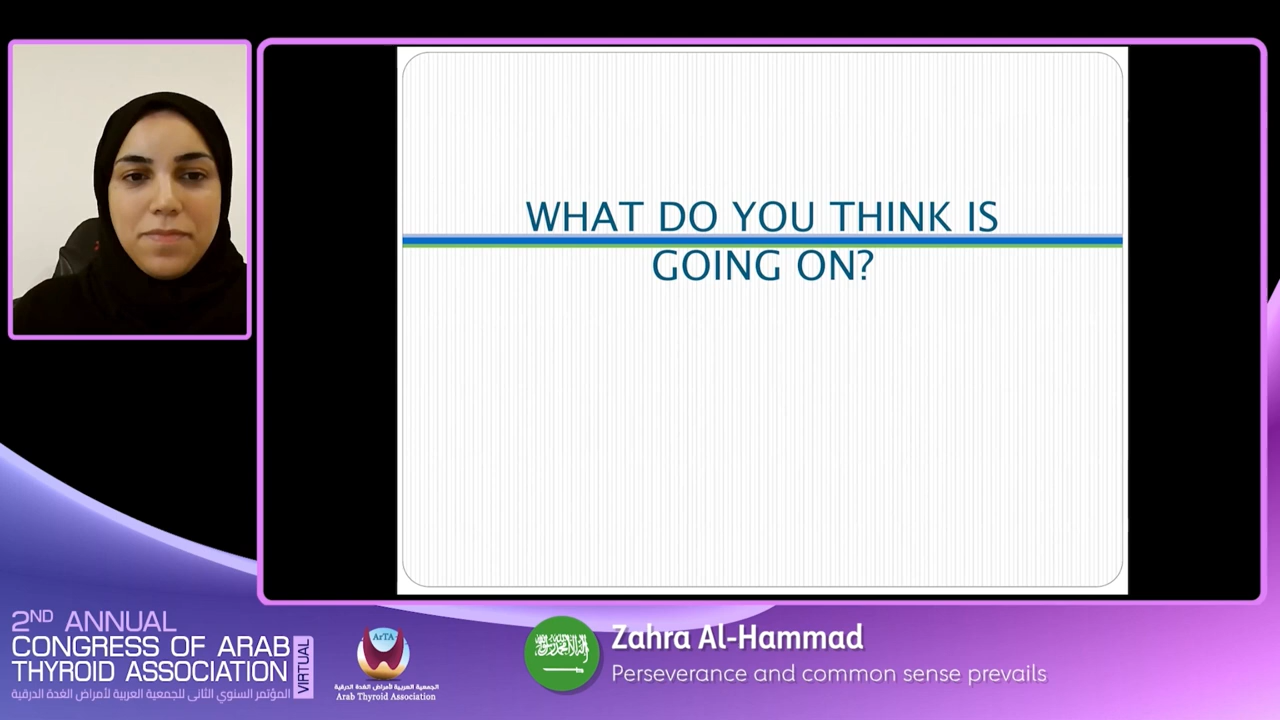 WHAT DO YOU THINK IS
GOING ON?
2ND ANNUAL
CONGRESS OF ARAB
THYROID ASSOCIATION
VIRTUAL
المؤتمر السنوي الثاني للجمعية العربية لأمراض الغدة الدرقية
ArTA
الجمعية العربية لأمراض الغدة الدرقية
Arab Thyroid Association
Zahra Al-Hammad
Perseverance and common sense prevails